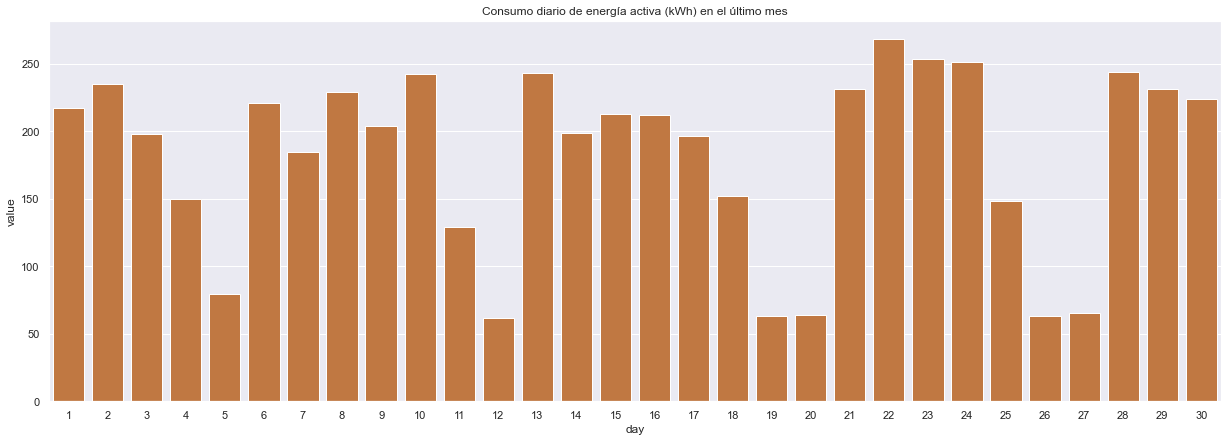 Consumo diario de energía activa (kWh) en el último mes
value
250
200
150
100
50
0
1 2 3 4 5 6 7 8 9 10 11 12 13 14 15 16 17 18 19 20 21 22 23 24 25 26 27 28 29 30
day